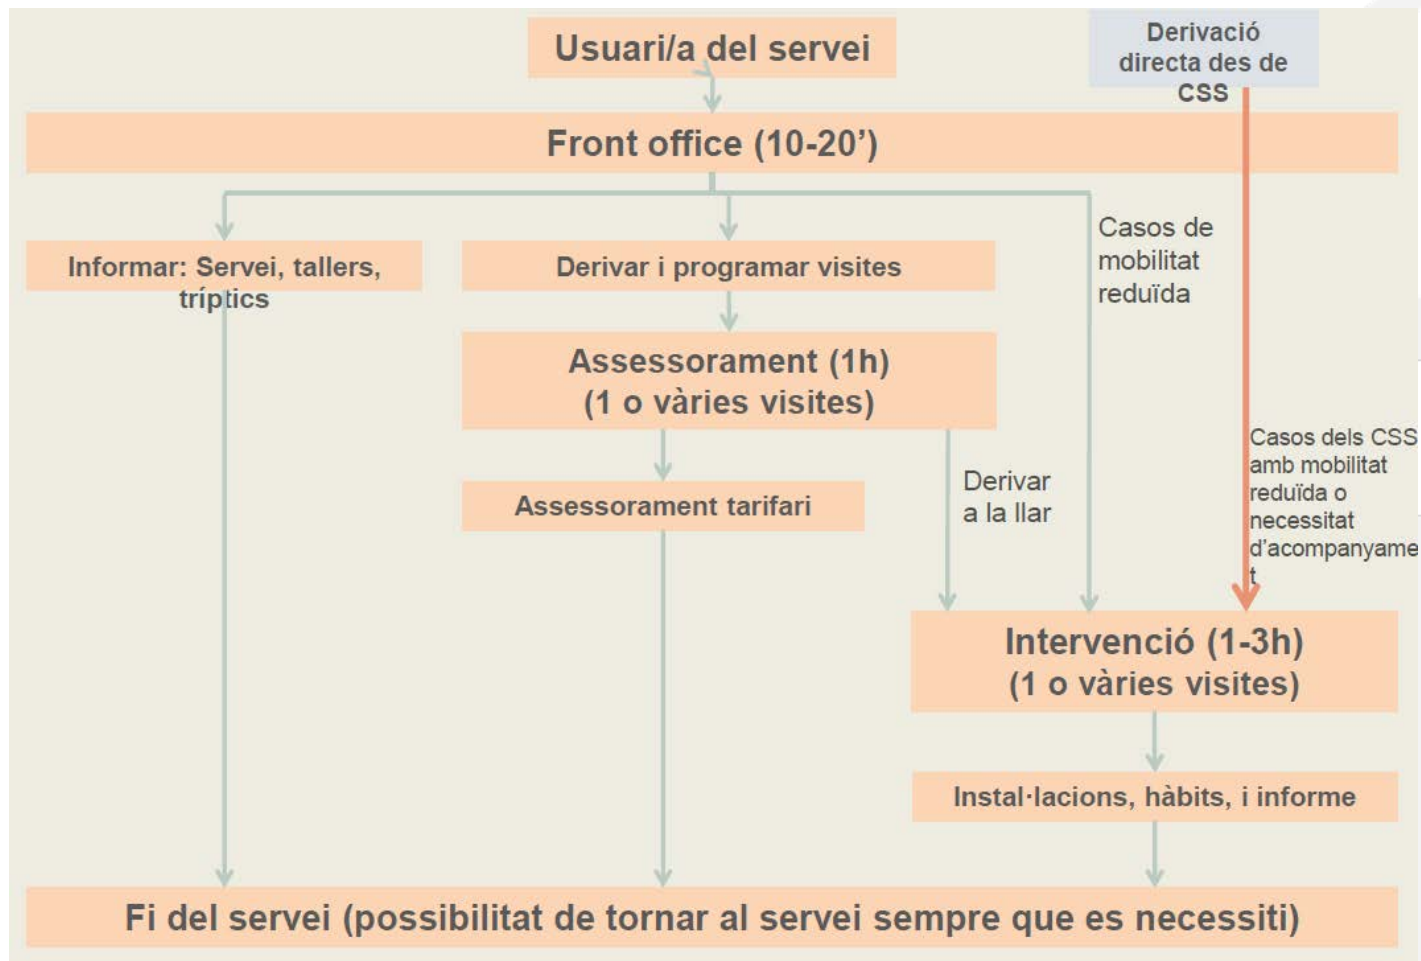 Usuari/a del servei
Derivació
directa des de
CSS
Front office (10-20’)
Informar: Servei, tallers,
tríptics
Derivar i programar visites
Casos de
mobilitat
reduïda
Assessorament (1h)
(1 o vàries visites)
Assessorament tarifari
Derivar
a la llar
Casos dels CSS
amb mobilitat
reduïda o
necessitat
d’acompanyame
t
Intervenció (1-3h)
(1 o vàries visites)
Instal·lacions, hàbits, i informe
Fi del servei (possibilitat de tornar al servei sempre que es necessiti)